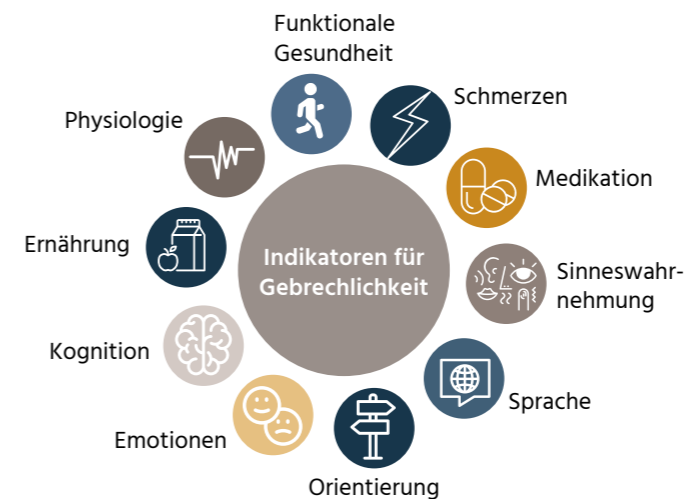 Funktionale
Gesundheit
Schmerzen
Medikation
Sinneswahr-
nehmung
Sprache
Orientierung
Emotionen
Kognition
Ernährung
Physiologie
Indikatoren für
Gebrechlichkeit